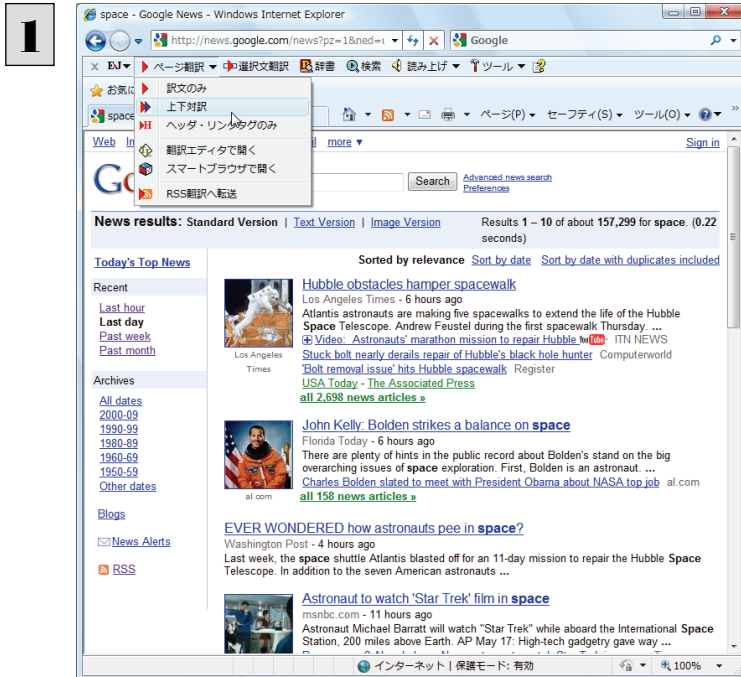 1
space - Google News - Windows Internet Explorer
http://news.google.com/news?pz=1&ned=u
Google
x EtoJ ページ翻訳 選択文翻訳 辞書 検索 読み上げ ツール
お気に
訳文のみ
上下対訳
ヘッダ・リンクタグのみ
翻訳エディタで開く
スマートブラウザで開く
RSS翻訳へ転送
space
ページ(P) セーフティ(S) ツール(O) »
Web more Sign in
Search Advanced news search
Preferences
News results: Standard Version | Text Version | Image Version Results 1 – 10 of about 157,299 for space. (0.22
seconds)
Today's Top News
Sorted by relevance Sort by date Sort by date with duplicates included
Recent
Last hour
Last day
Past week
Past month
Archives
All dates
2000-09
1990-99
1980-89
1960-69
1950-59
Other dates
Blogs
News Alerts
RSS
Los Angeles
Times
Hubble obstacles hamper spacewalk
Los Angeles Times - 6 hours ago
Atlantis astronauts are making five spacewalks to extend the life of the Hubble
Space Telescope. Andrew Feustel during the first spacewalk Thursday. ...
Video: Astronauts' marathon mission to repair Hubble YouTube - ITN NEWS
Stuck bolt nearly derails repair of Hubble's black hole hunter Computerworld
'Bolt removal issue' hits Hubble spacewalk Register
USA Today - The Associated Press
all 2,698 news articles »
al.com
John Kelly: Bolden strikes a balance on space
Florida Today - 6 hours ago
There are plenty of hints in the public record about Bolden's stand on the big
overarching issues of space exploration. First, Bolden is an astronaut. ...
Charles Bolden slated to meet with President Obama about NASA top job al.com
all 158 news articles »
EVER WONDERED how astronauts pee in space?
Washington Post - 4 hours ago
Last week, the space shuttle Atlantis blasted off for an 11-day mission to repair the Hubble Space
Telescope. In addition to the seven American astronauts ...
Astronaut to watch 'Star Trek' film in space
msnbc.com - 11 hours ago
Astronaut Michael Barratt will watch "Star Trek" while aboard the International Space
Station, 200 miles above Earth. AP May 17: High-tech gadgetry gave way ...
インターネット | 保護モード: 有効
100%